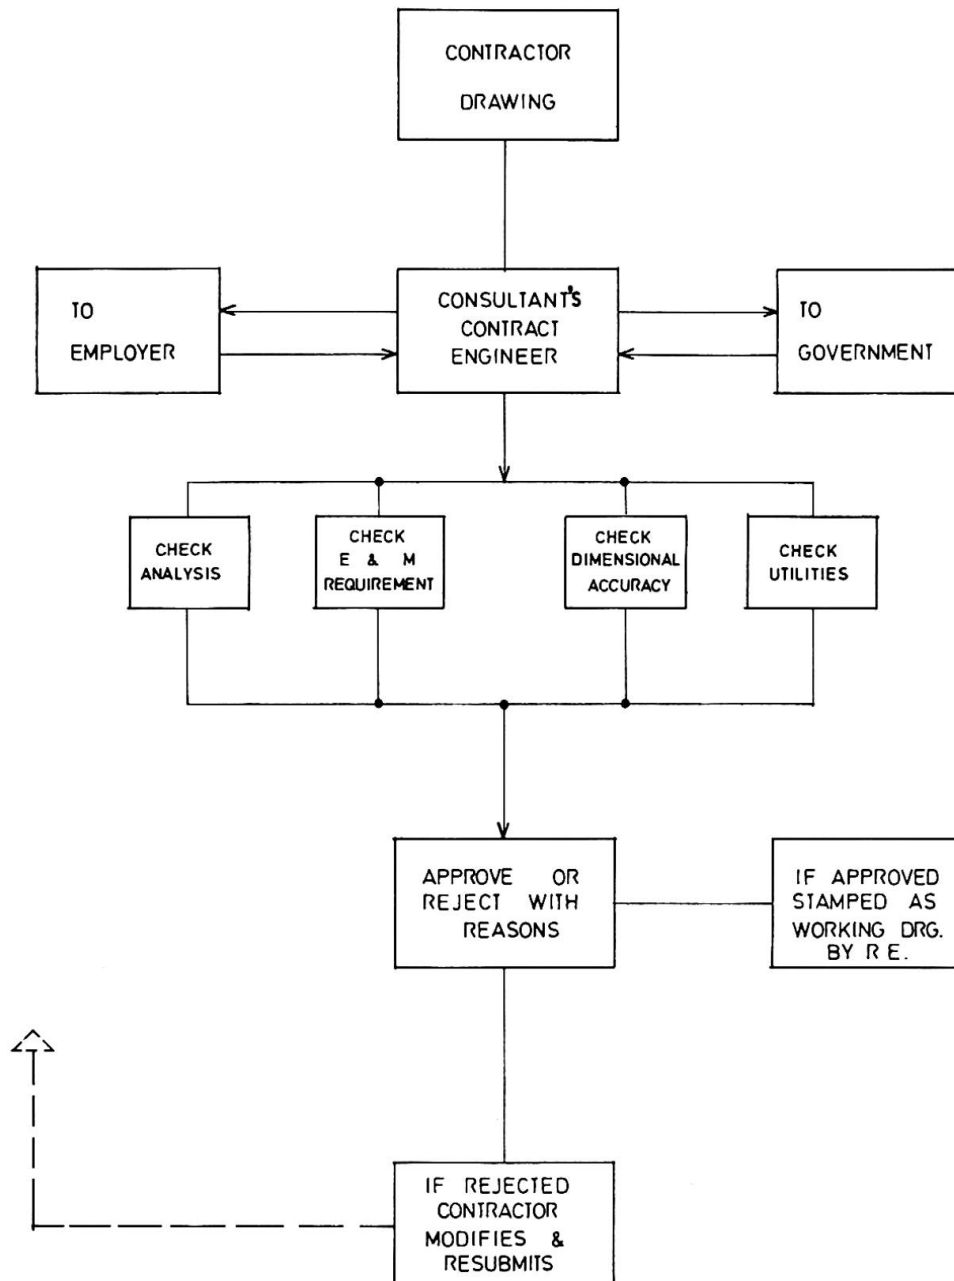 CONTRACTOR
DRAWING
TO
EMPLOYER
CONSULTANT'S
CONTRACT
ENGINEER
TO
GOVERNMENT
CHECK
ANALYSIS
CHECK
E & M
REQUIREMENT
CHECK
DIMENSIONAL
ACCURACY
CHECK
UTILITIES
APPROVE OR
REJECT WITH
REASONS
IF APPROVED
STAMPED AS
WORKING DRG.
BY R E.
IF REJECTED
CONTRACTOR
MODIFIES &
RESUBMITS